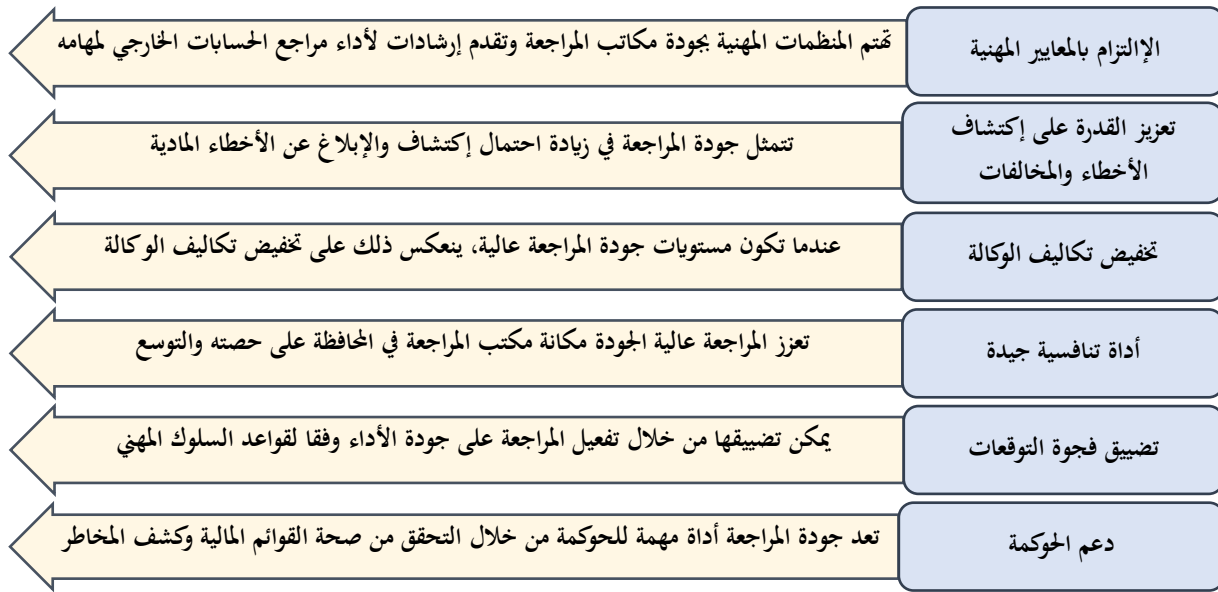 الإالتزام بالمعايير المهنية
تهتم المنظمات المهنية بجودة مكاتب المراجعة وتقدم إرشادات لأداء مراجع الحسابات الخارجي لمهامه
تعزيز القدرة على إكتشاف
الأخطاء والمخالفات
تتمثل جودة المراجعة في زيادة احتمال إكتشاف والإبلاغ عن الأخطاء المادية
تخفيض تكاليف الوكالة
عندما تكون مستويات جودة المراجعة عالية، ينعكس ذلك على تخفيض تكاليف الوكالة
أداة تنافسية جيدة
تعزز المراجعة عالية الجودة مكانة مكتب المراجعة في المحافظة على حصته والتوسع
تضييق فجوة التوقعات
يمكن تضييقها من خلال تفعيل المراجعة على جودة الأداء وفقا لقواعد السلوك المهني
دعم الحوكمة
تعد جودة المراجعة أداة مهمة للحوكمة من خلال التحقق من صحة القوائم المالية وكشف المخاطر